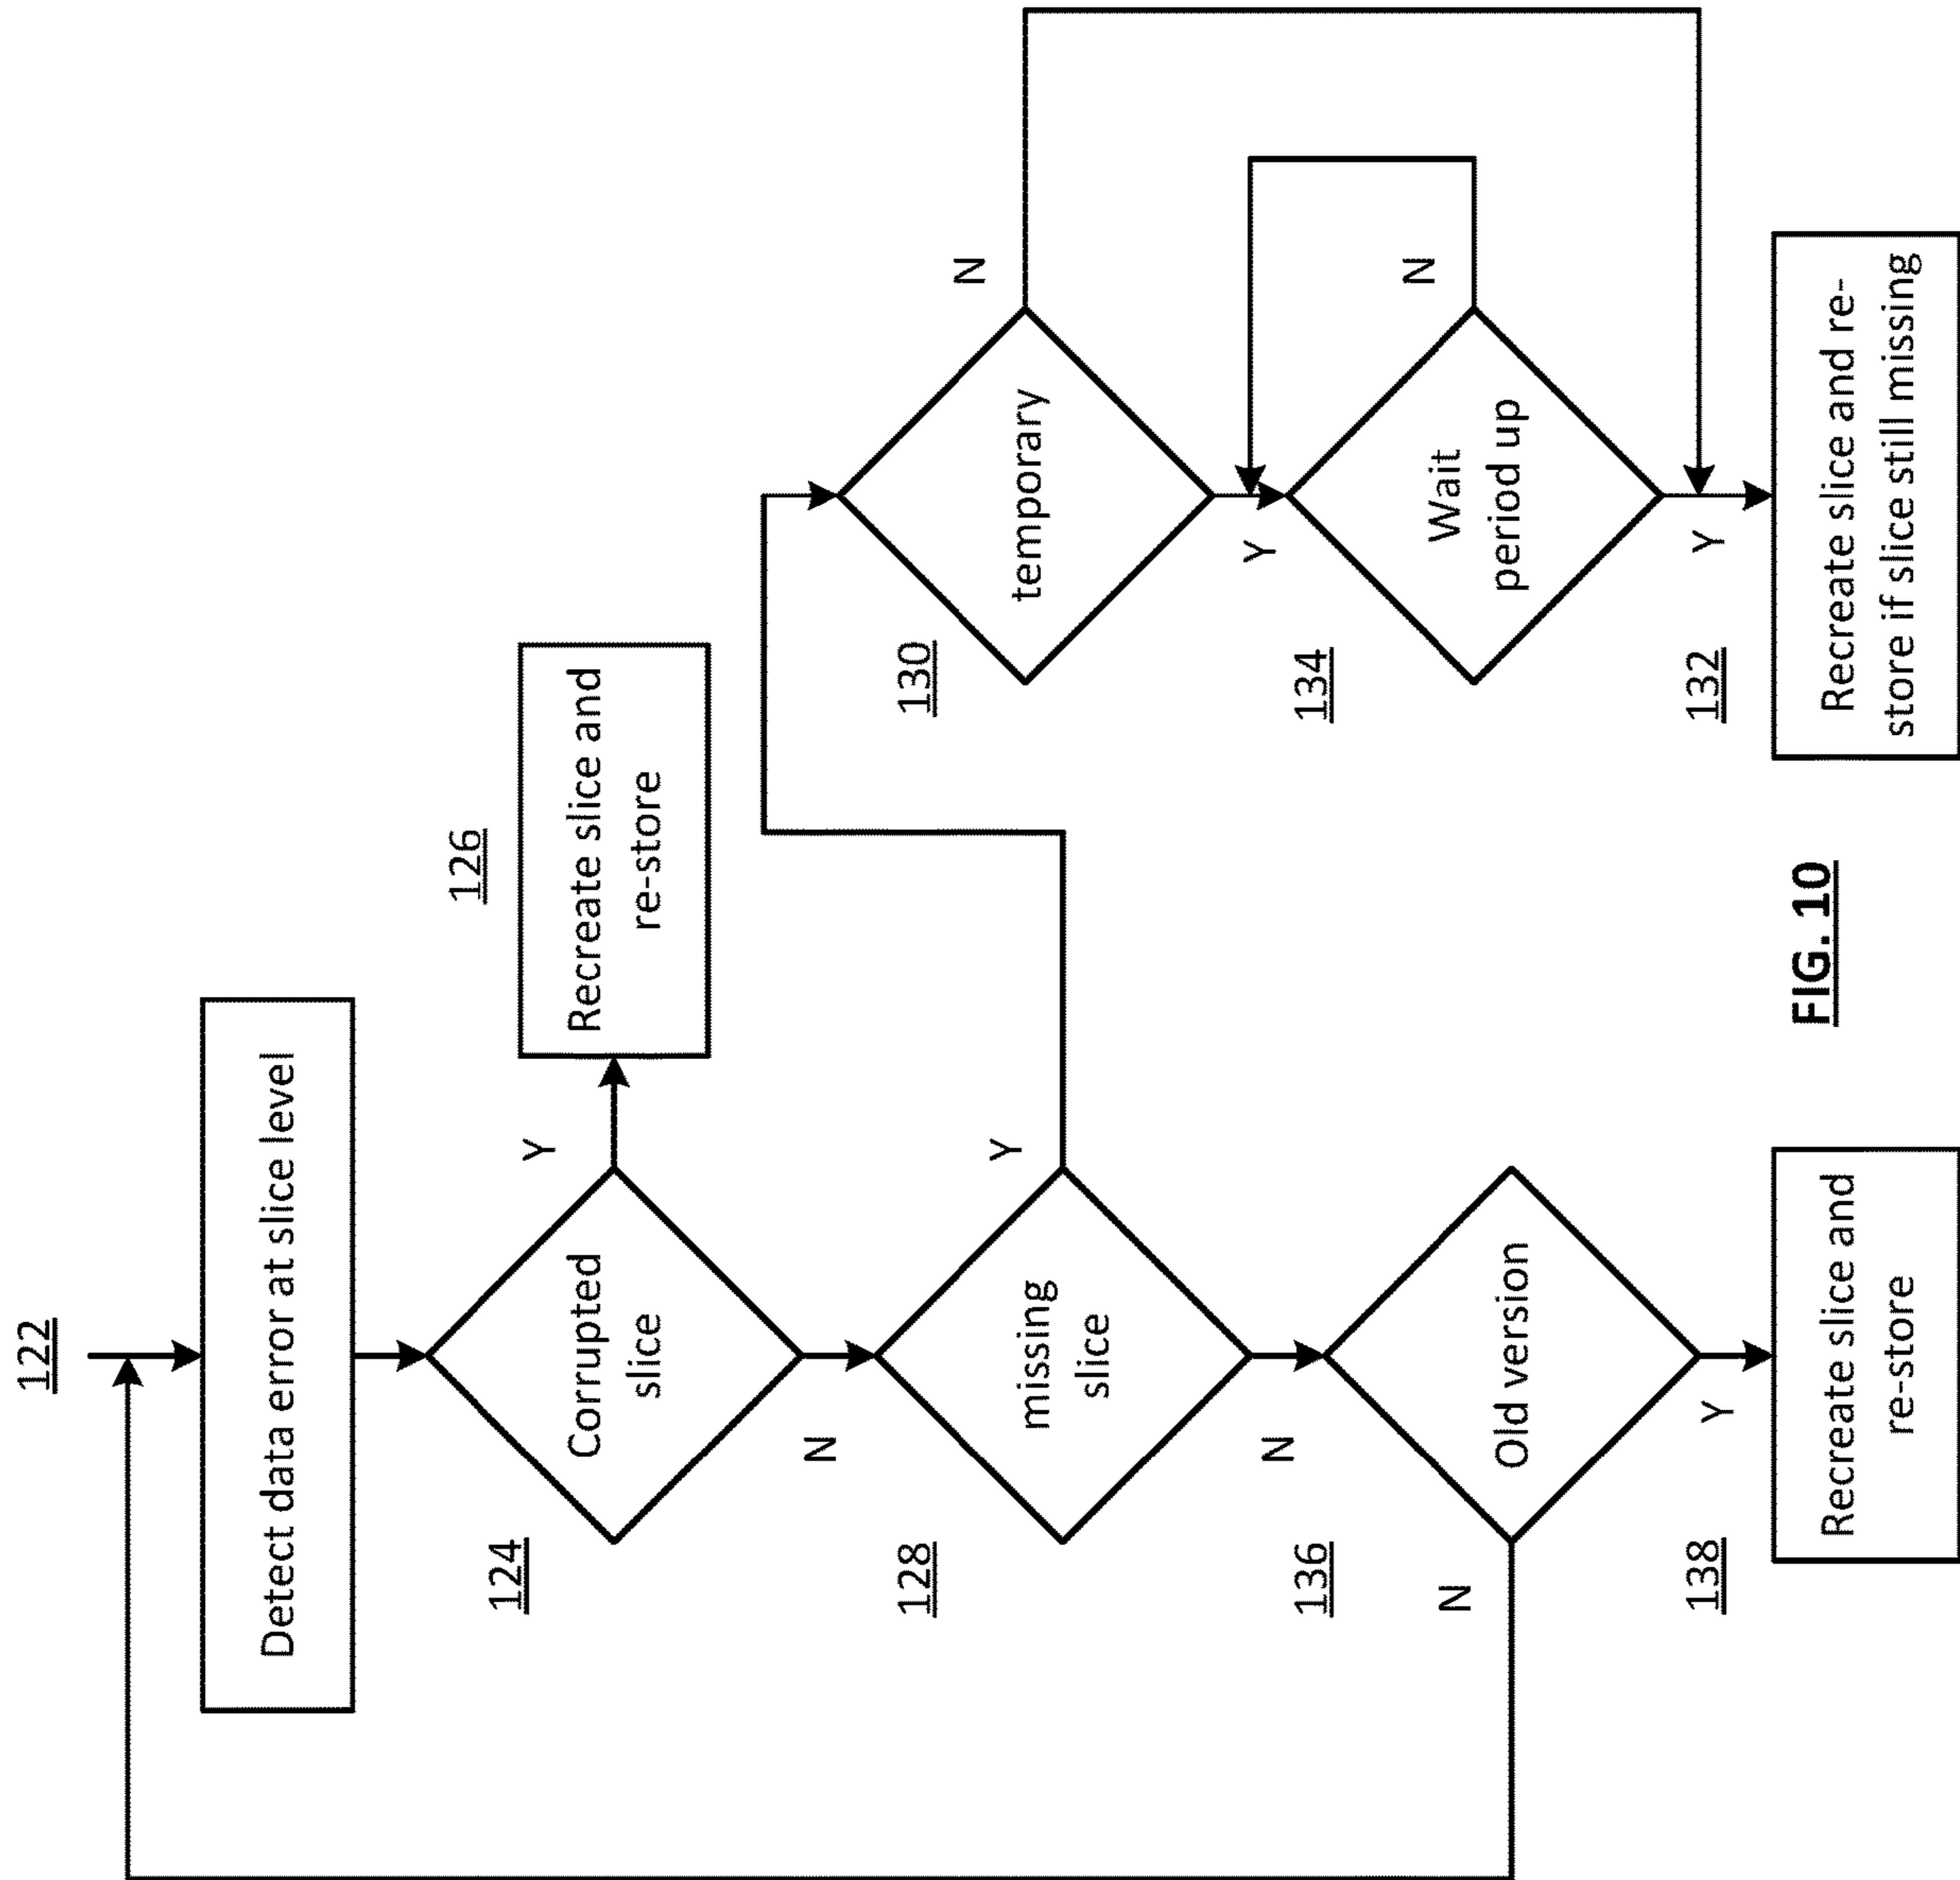 122
Detect data error at slice level
124
Corrupted
slice
Y
N
126
Recreate slice and
re-store
128
missing
slice
Y
N
136
Old version
N
Y
138
Recreate slice and
re-store
130
temporary
N
Y
134
Wait
period up
N
Y
132
Recreate slice and re-
store if slice still missing
FIG. 10